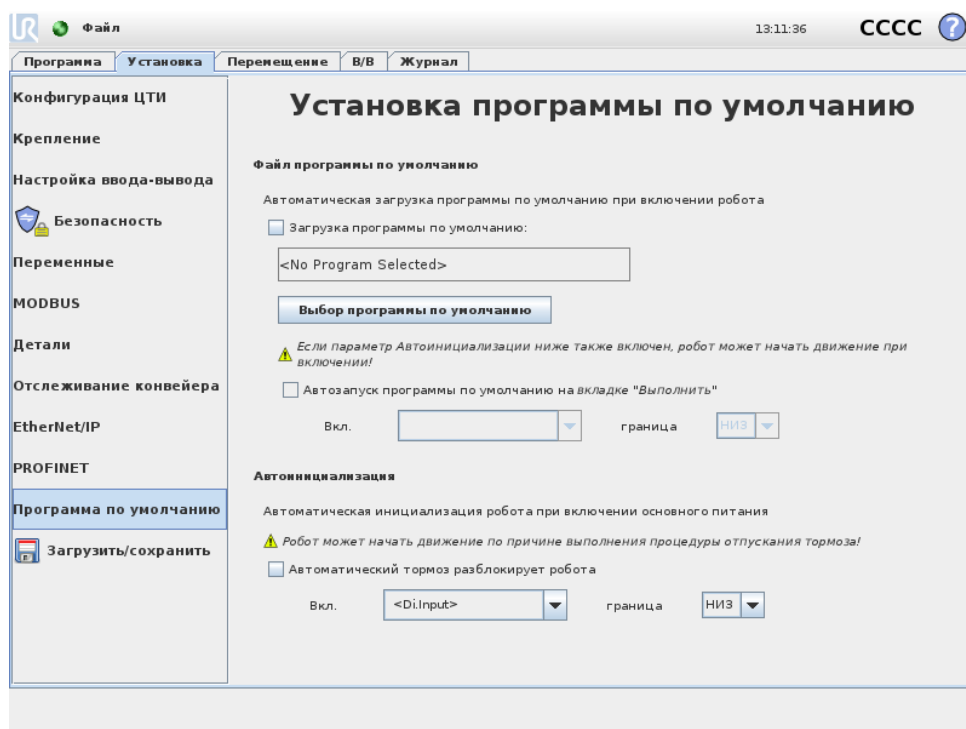 UR Файл 13:11:36 CCCC ?
Программа Установка Перемещение В/В Журнал
Конфигурация ЦТИ
Крепление
Настройка ввода-вывода
Безопасность
Переменные
MODBUS
Детали
Отслеживание конвейера
EtherNet/IP
PROFINET
Программа по умолчанию
Загрузить/сохранить
Установка программы по умолчанию
Файл программы по умолчанию
Автоматическая загрузка программы по умолчанию при включении робота
Загрузка программы по умолчанию:
<No Program Selected>
Выбор программы по умолчанию
Если параметр Автоинициализации ниже также включен, робот может начать движение при
включении!
Автозапуск программы по умолчанию на вкладке "Выполнить"
Вкл. граница НИЗ
Автоинициализация
Автоматическая инициализация робота при включении основного питания
Робот может начать движение по причине выполнения процедуры отпускания тормоза!
Автоматический тормоз разблокирует робота
Вкл. <Di.Input> граница НИЗ